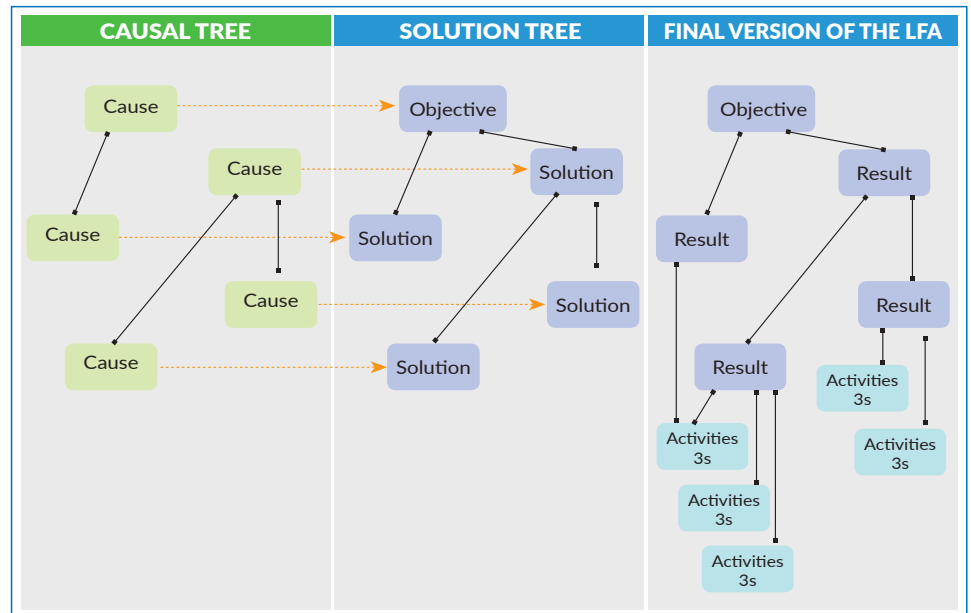 CAUSAL TREE
SOLUTION TREE
FINAL VERSION OF THE LFA
Cause
Cause
Cause
Cause
Cause
Objective
Solution
Solution
Solution
Solution
Objective
Result
Result
Result
Result
Activities
3s
Activities
3s
Activities
3s
Activities
3s
Activities
3s